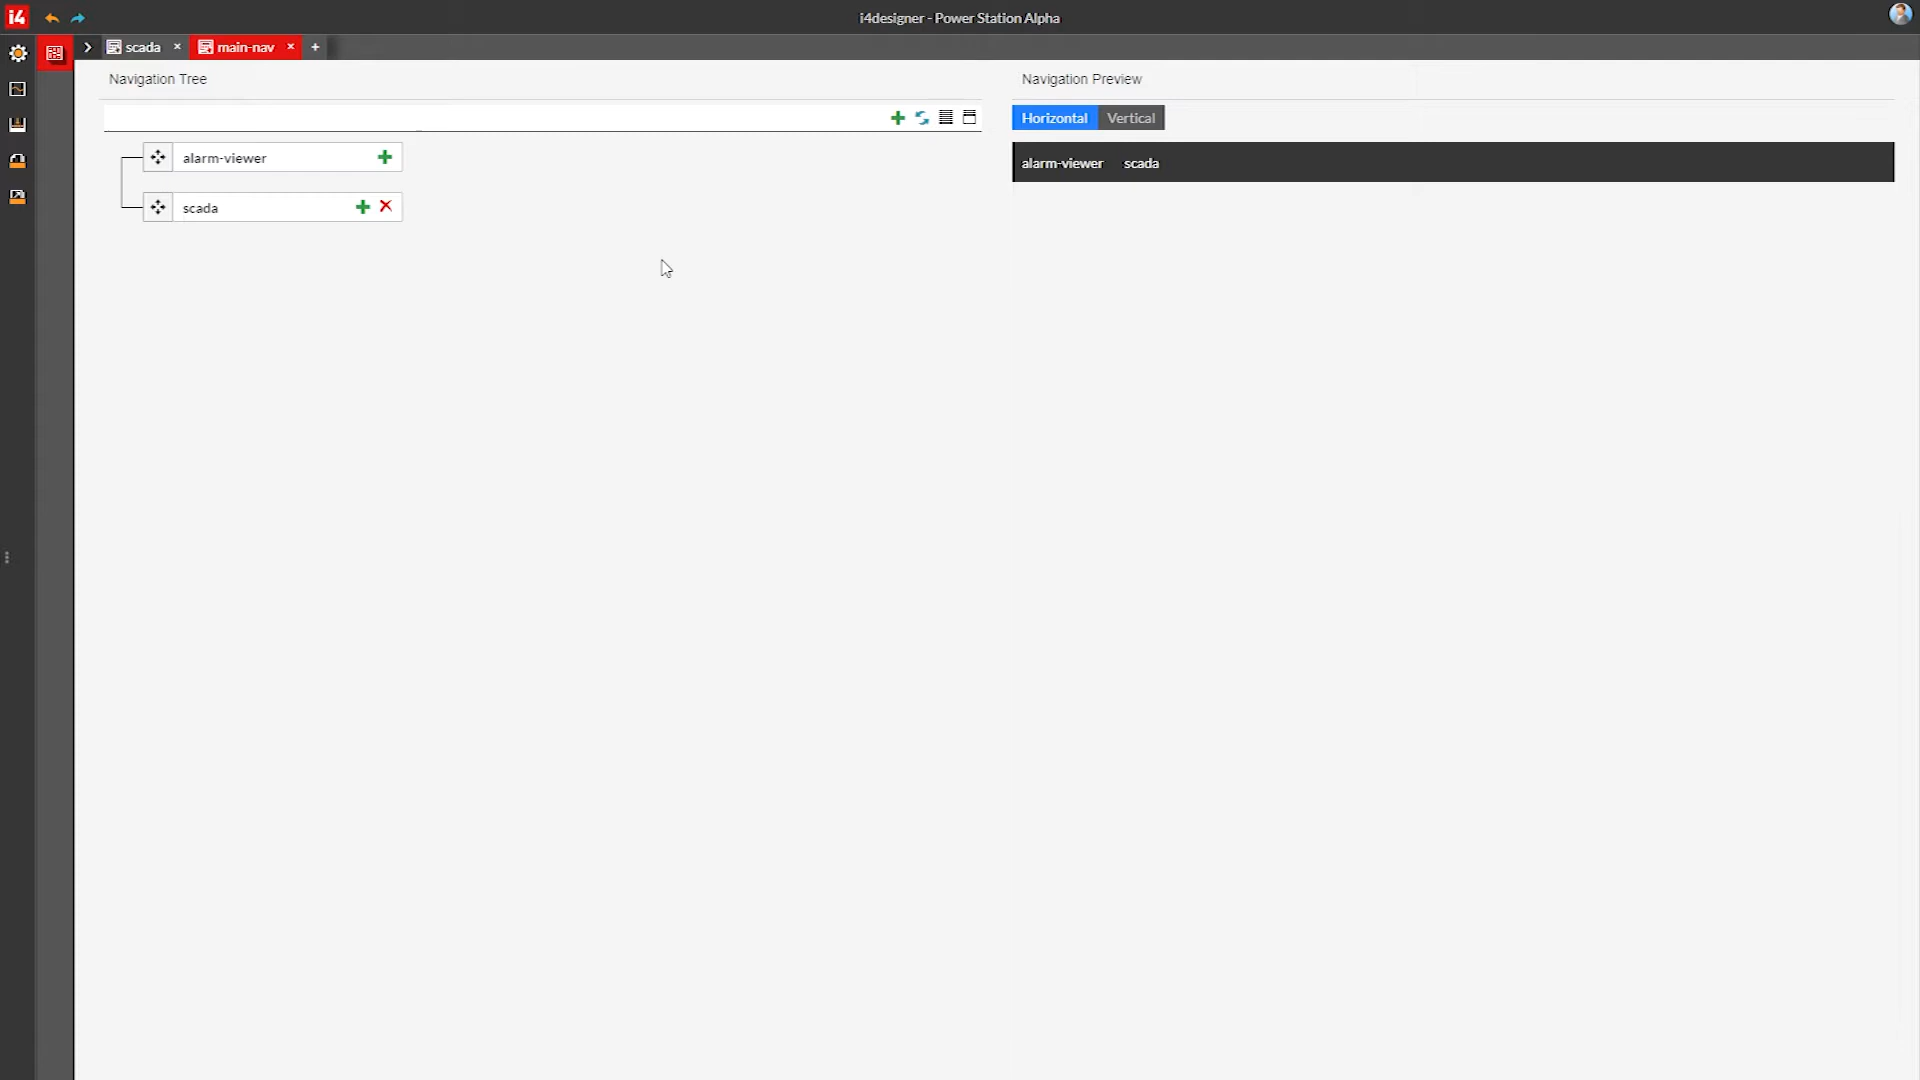 i4
i4designer - Power Station Alpha
scada
main-nav
Navigation Tree
Navigation Preview
Horizontal
Vertical
alarm-viewer
scada
alarm-viewer
scada